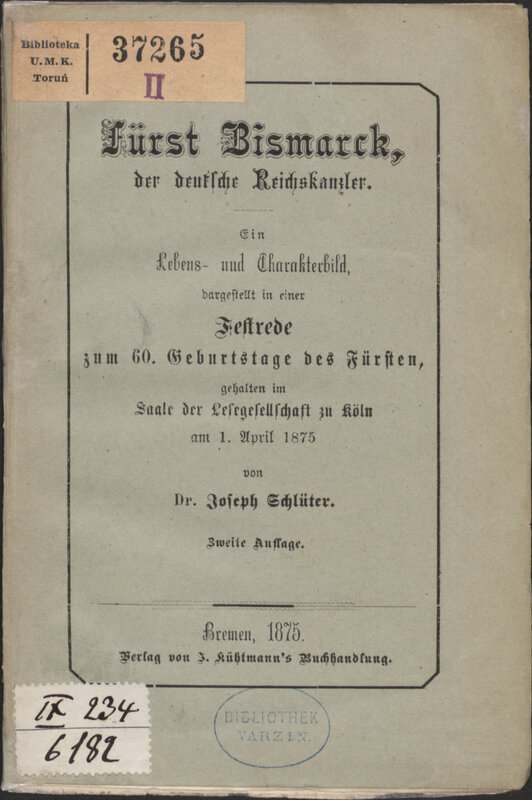 Biblioteka
U. M. K.
Toruń
37265
II
Fürst Bismarck,
der deutsche Reichskanzler.
Ein
Lebens- und Charakterbild,
dargestellt in einer
Festrede
zum 60. Geburtstage des Fürsten,
gehalten im
Saale der Lesegesellschaft zu Köln
am 1. April 1875
von
Dr. Joseph Schlüter.
Zweite Auflage.
Bremen, 1875.
Verlag von J. Kühtmann's Buchhandlung.
IX 234
6182
BIBLIOTHEK
VARZIN.